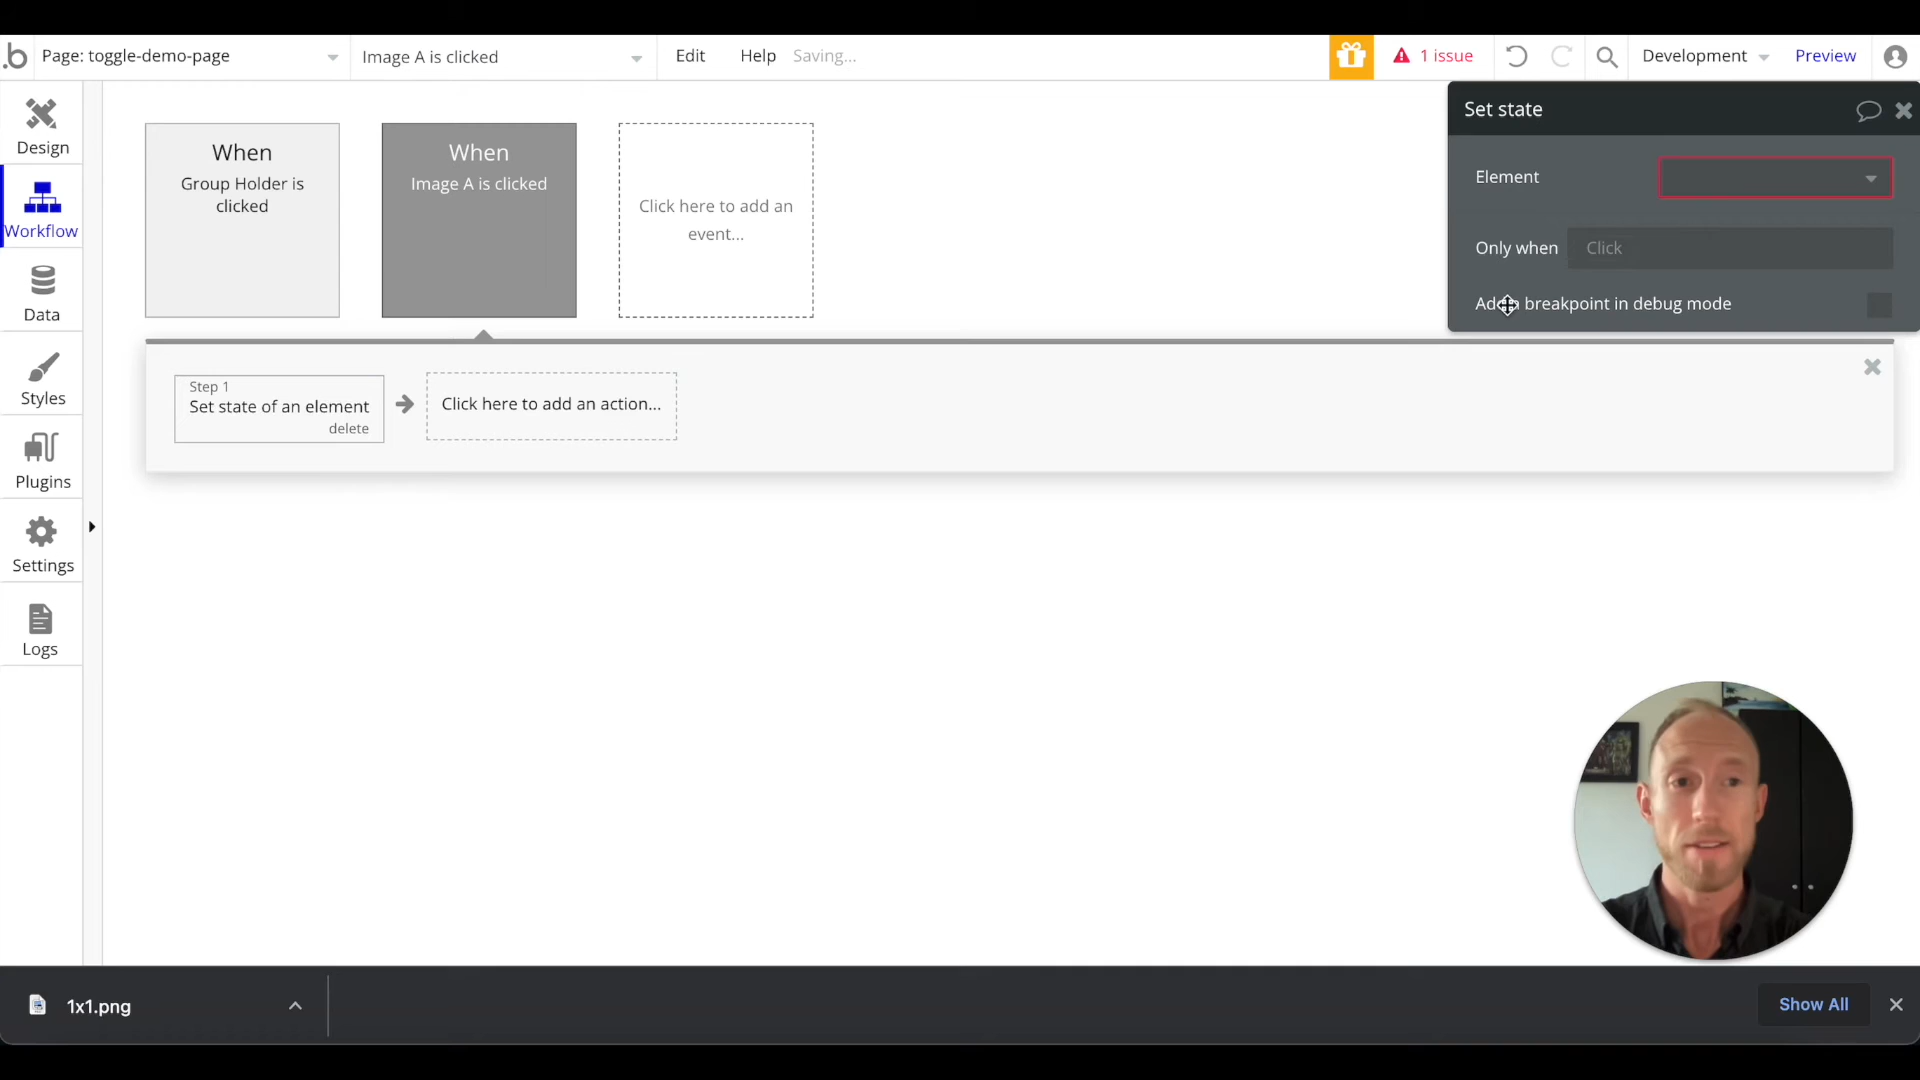 .b
Page: toggle-demo-page
Image A is clicked
Edit
Help
Saving...
1 issue
Development
Preview
Design
Workflow
Data
Styles
Plugins
Settings
Logs
When
Group Holder is
clicked
When
Image A is clicked
Click here to add an
event...
Set state
Element
Only when
Click
breakpoint in debug mode
Step 1
Set state of an element
delete
Click here to add an action...
1x1.png
Show All